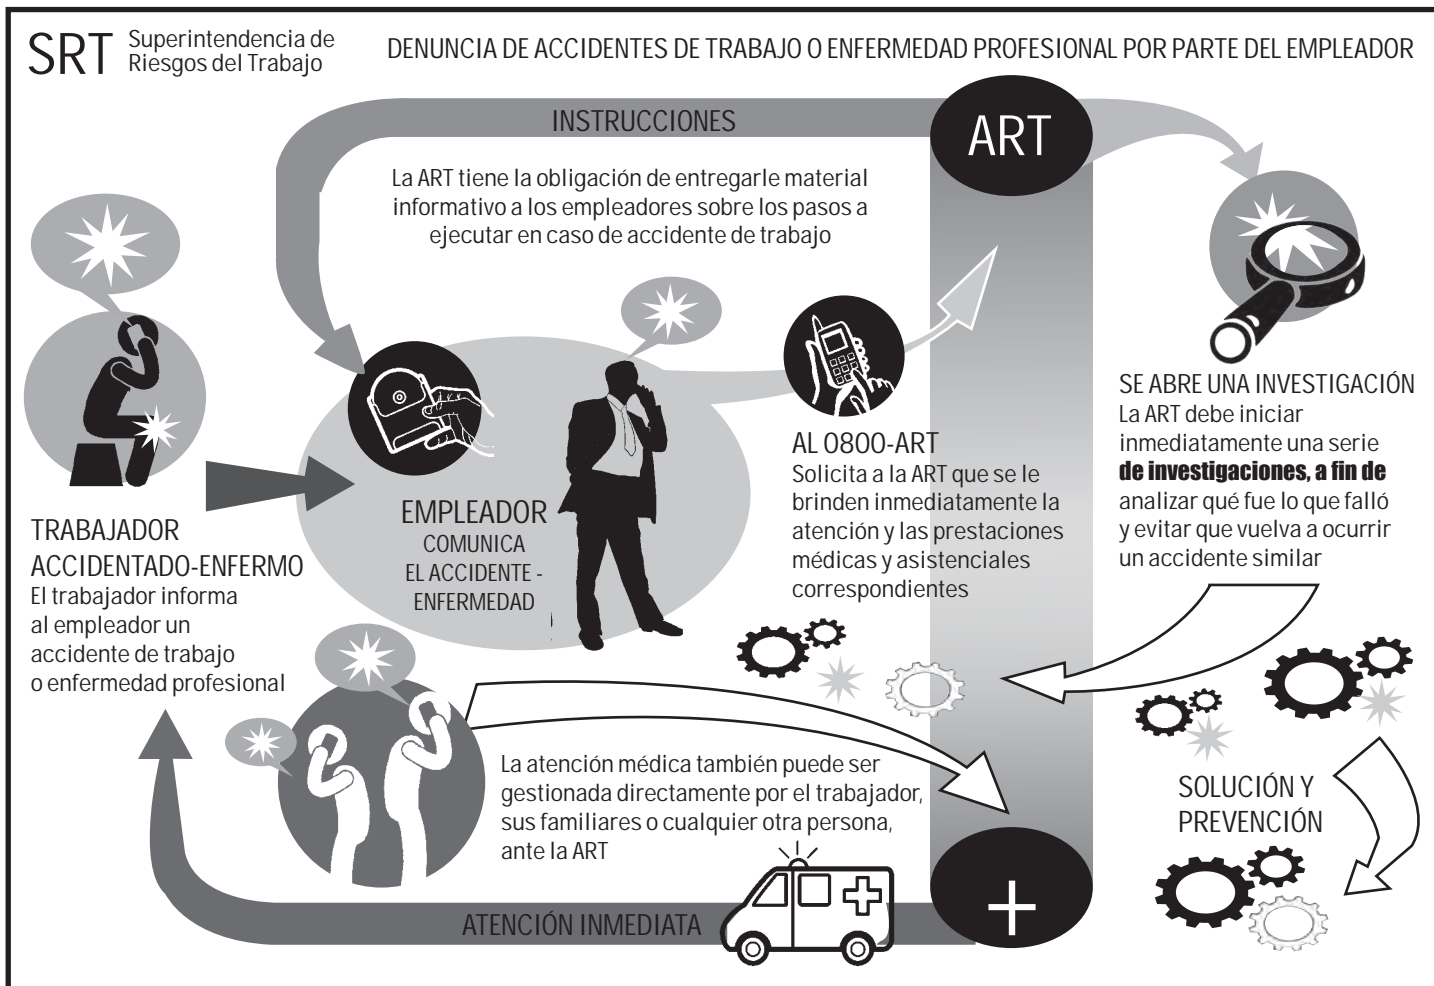 SRT
Superintendencia de
Riesgos del Trabajo
DENUNCIA DE ACCIDENTES DE TRABAJO O ENFERMEDAD PROFESIONAL POR PARTE DEL EMPLEADOR
INSTRUCCIONES
ART
La ART tiene la obligación de entregarle material
informativo a los empleadores sobre los pasos a
ejecutar en caso de accidente de trabajo
TRABAJADOR
ACCIDENTADO-ENFERMO
El trabajador informa
al empleador un
accidente de trabajo
o enfermedad profesional
EMPLEADOR
COMUNICA
EL ACCIDENTE -
ENFERMEDAD
AL 0800-ART
Solicita a la ART que se le
brinden inmediatamente la
atención y las prestaciones
médicas y asistenciales
correspondientes
SE ABRE UNA INVESTIGACIÓN
La ART debe iniciar
inmediatamente una serie
de investigaciones, a fin de
analizar qué fue lo que falló
y evitar que vuelva a ocurrir
un accidente similar
La atención médica también puede ser
gestionada directamente por el trabajador,
sus familiares o cualquier otra persona,
ante la ART
SOLUCIÓN Y
PREVENCIÓN
ATENCIÓN INMEDIATA